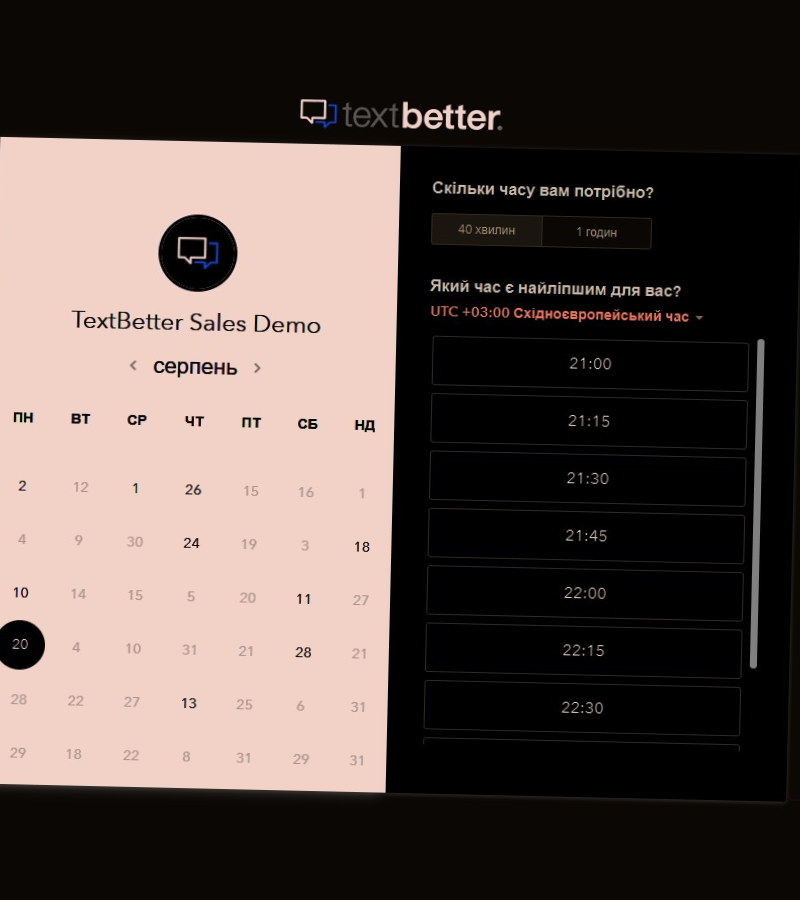 textbetter.
TextBetter Sales Demo
серпень
ПН ВТ СР ЧТ ПТ СБ НД
2 12 1 26 15 16 1
4 9 30 24 19 3 18
10 14 15 5 20 11 27
20 4 10 31 21 28 21
28 22 27 13 25 6 31
29 18 22 8 31 29 31
Скільки часу вам потрібно?
40 хвилин 1 годин
Який час є найліпшим для вас?
UTC +03:00 Східноєвропейський час
21:00
21:15
21:30
21:45
22:00
22:15
22:30